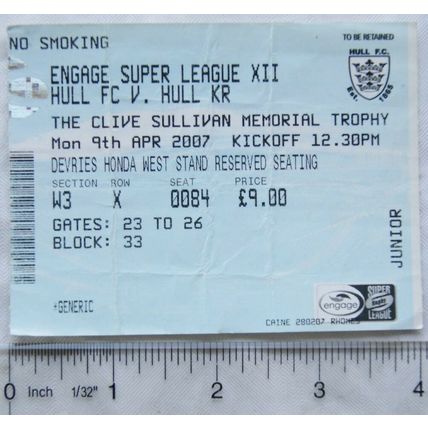 NO SMOKING
TO BE RETAINED
HULL F.C.
Est. 1865
ENGAGE SUPER LEAGUE XII
HULL FC V. HULL KR
THE CLIVE SULLIVAN MEMORIAL TROPHY
Mon 9th APR 2007 KICKOFF 12.30PM
DEVRIES HONDA WEST STAND RESERVED SEATING
SECTION ROW SEAT PRICE
W3 X 0084 £9.00
GATES: 23 TO 26
BLOCK: 33
JUNIOR
+GENERIC
engage
SUPER
engage
LEAGUE
CAINE 280207 RHOMES
0 Inch 1/32" 1 2 3 4